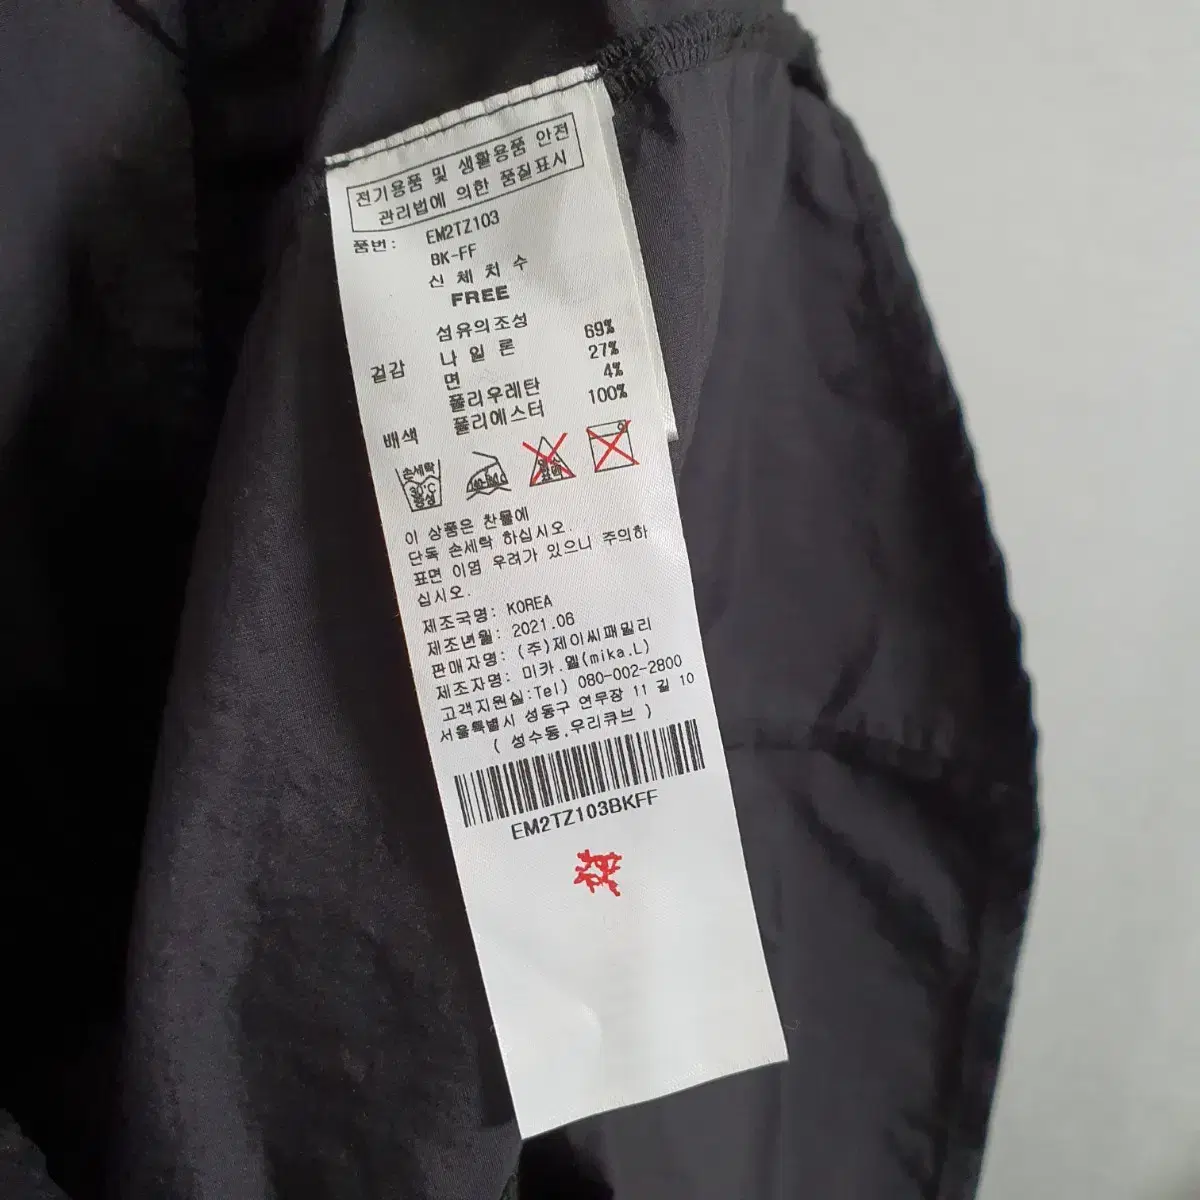 전기용품 및 생활용품 안전
관리법에 의한 품질표시
품번: EM2TZ103
BK-FF
신 체 치 수
FREE
섬유의조성
겉감 나 일 론 69%
면 27%
폴리우레탄 4%
배색 폴리에스터 100%
손세탁
30°C
중성
이 상품은 찬물에
단독 손세탁 하십시오.
표면 이염 우려가 있으니 주의하
십시오.
제조국명: KOREA
제조년월: 2021.06
판매자명: (주)제이씨패밀리
제조자명: 미카.엘(mika.L)
고객지원실:Tel) 080-002-2800
서울특별시 성동구 연무장 11 길 10
( 성수동.우리큐브 )
EM2TZ103BKFF